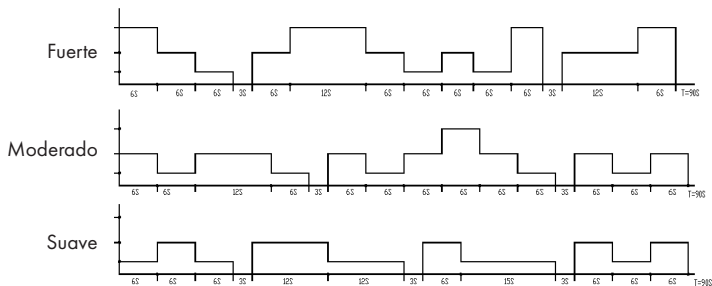 Fuerte
6S 6S 6S 3S 6S 12S 6S 6S 6S 6S 6S 3S 12S 6S T=90S
Moderado
6S 6S 12S 6S 3S 6S 6S 6S 6S 6S 6S 3S 6S 6S 6S T=90S
Suave
6S 6S 6S 3S 12S 12S 3S 6S 15S 3S 6S 6S 6S T=90S